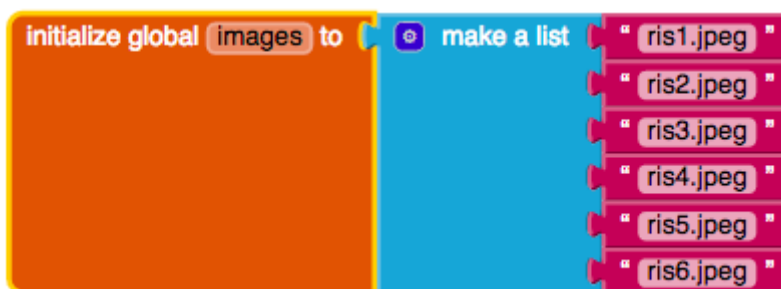 initialize global images to make a list " ris1.jpeg "
" ris2.jpeg "
" ris3.jpeg "
" ris4.jpeg "
" ris5.jpeg "
" ris6.jpeg "